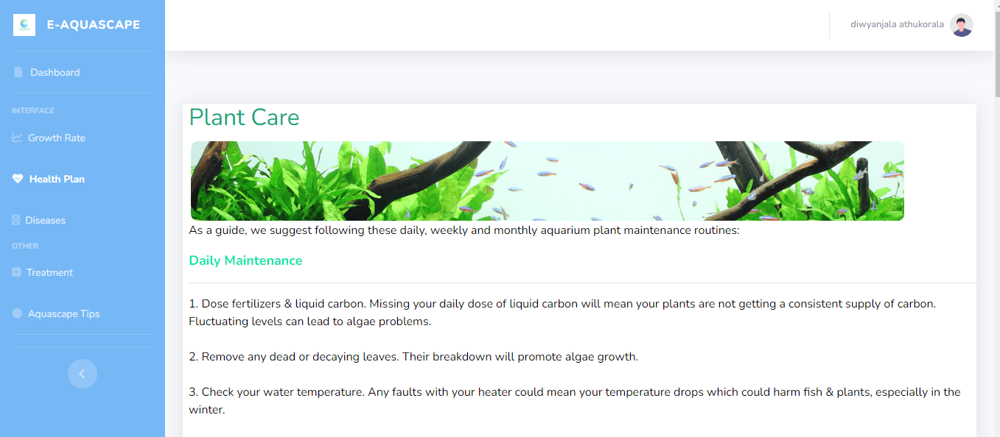 E-AQUASCAPE
diwyanjala athukorala
Dashboard
INTERFACE
Growth Rate
Health Plan
Diseases
OTHER
Treatment
Aquascape Tips
Plant Care
As a guide, we suggest following these daily, weekly and monthly aquarium plant maintenance routines:
Daily Maintenance
1. Dose fertilizers & liquid carbon. Missing your daily dose of liquid carbon will mean your plants are not getting a consistent supply of carbon.
Fluctuating levels can lead to algae problems.
2. Remove any dead or decaying leaves. Their breakdown will promote algae growth.
3. Check your water temperature. Any faults with your heater could mean your temperature drops which could harm fish & plants, especially in the
winter.